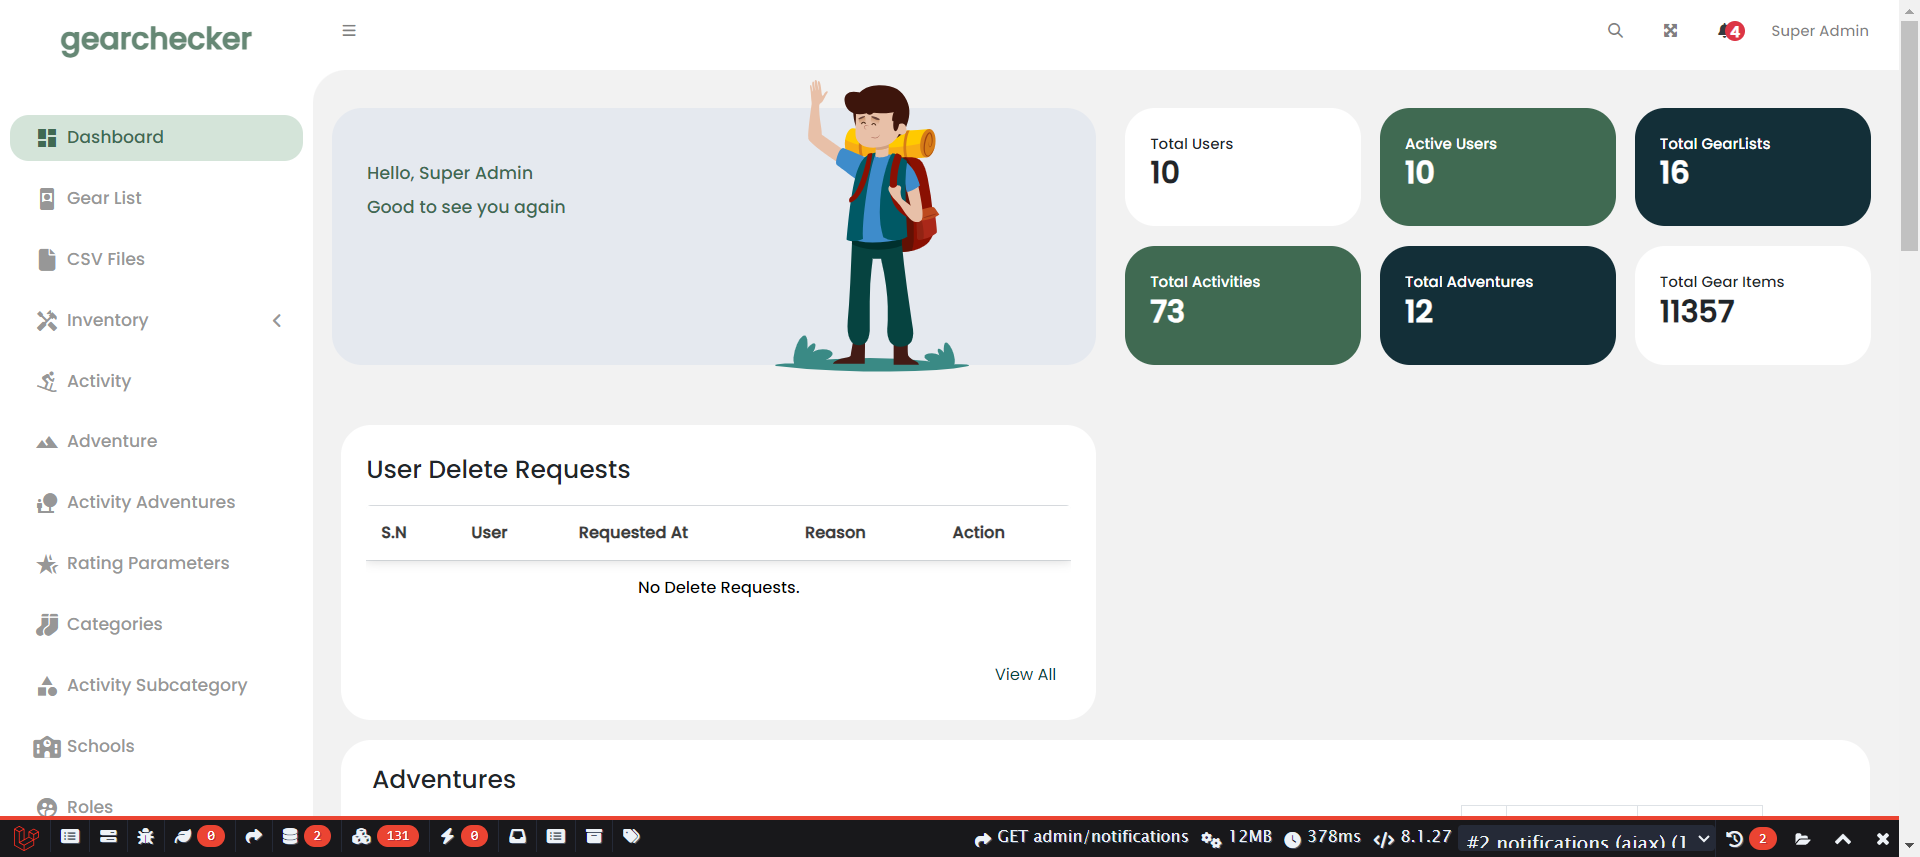 gearchecker
4
Super Admin
Dashboard
Gear List
CSV Files
Inventory
Activity
Adventure
Activity Adventures
Rating Parameters
Categories
Activity Subcategory
Schools
Roles
Hello, Super Admin
Good to see you again
Total Users
10
Active Users
10
Total GearLists
16
Total Activities
73
Total Adventures
12
Total Gear Items
11357
User Delete Requests
S.N User Requested At Reason Action
No Delete Requests.
View All
Adventures
0 2 131 0 GET admin/notifications 12MB 378ms 8.1.27 #2 notifications (ajax) (1 2